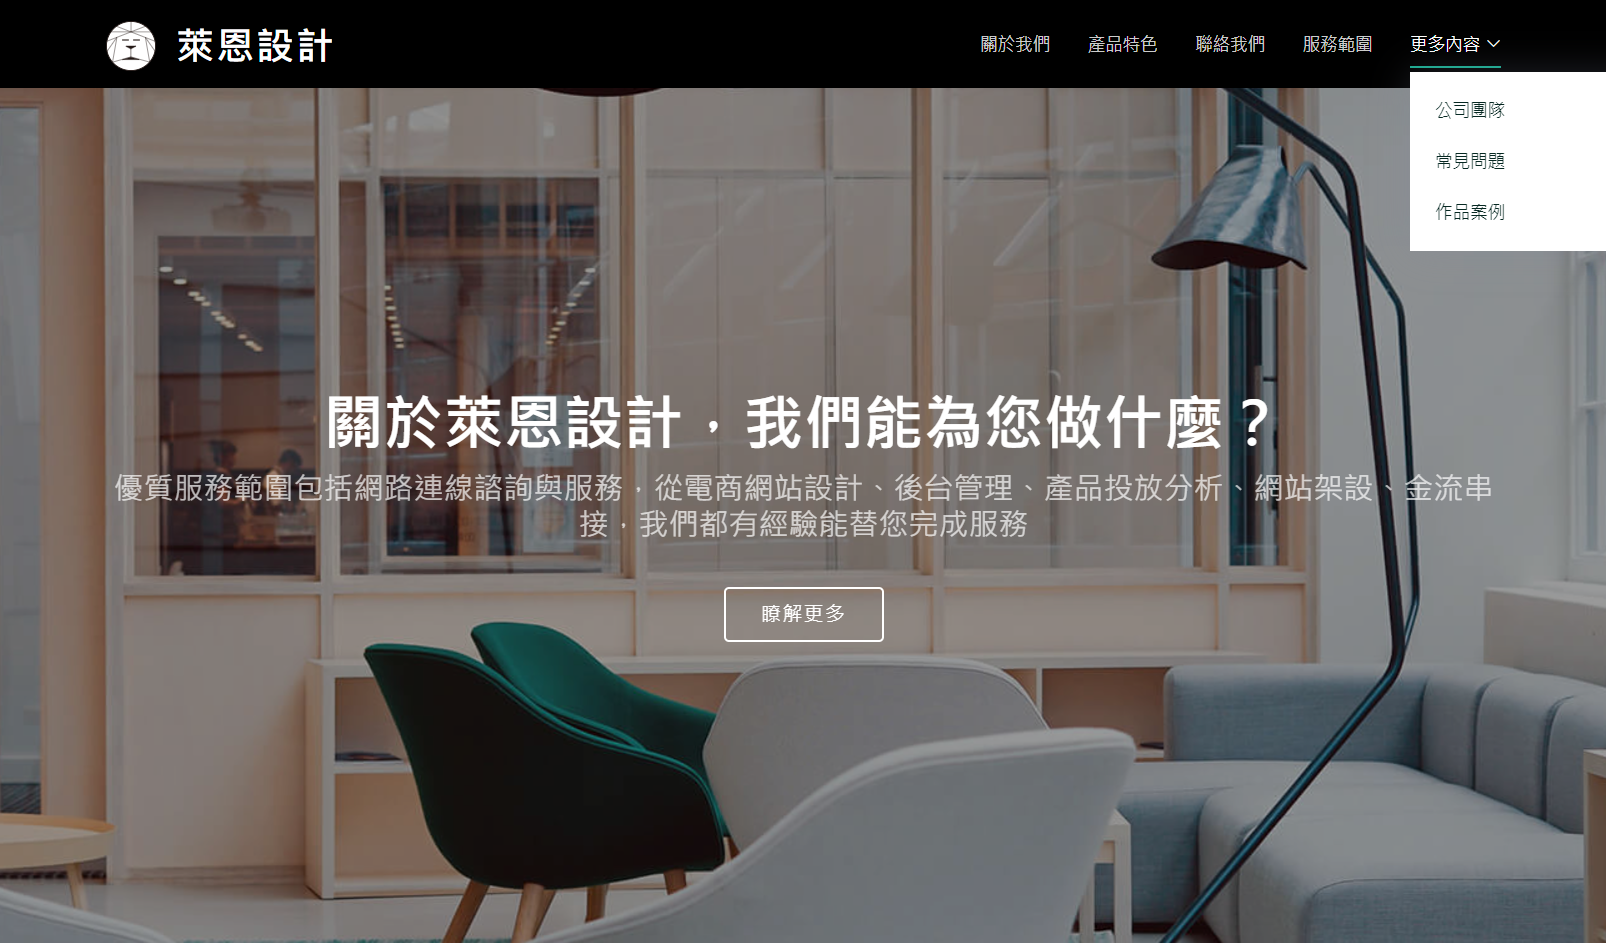 萊恩設計
關於我們
產品特色
聯絡我們
服務範圍
更多內容
公司團隊
常見問題
作品案例
關於萊恩設計，我們能為您做什麼？
優質服務範圍包括網路連線諮詢與服務，從電商網站設計、後台管理、產品投放分析、網站架設、金流串
接，我們都有經驗能替您完成服務
瞭解更多